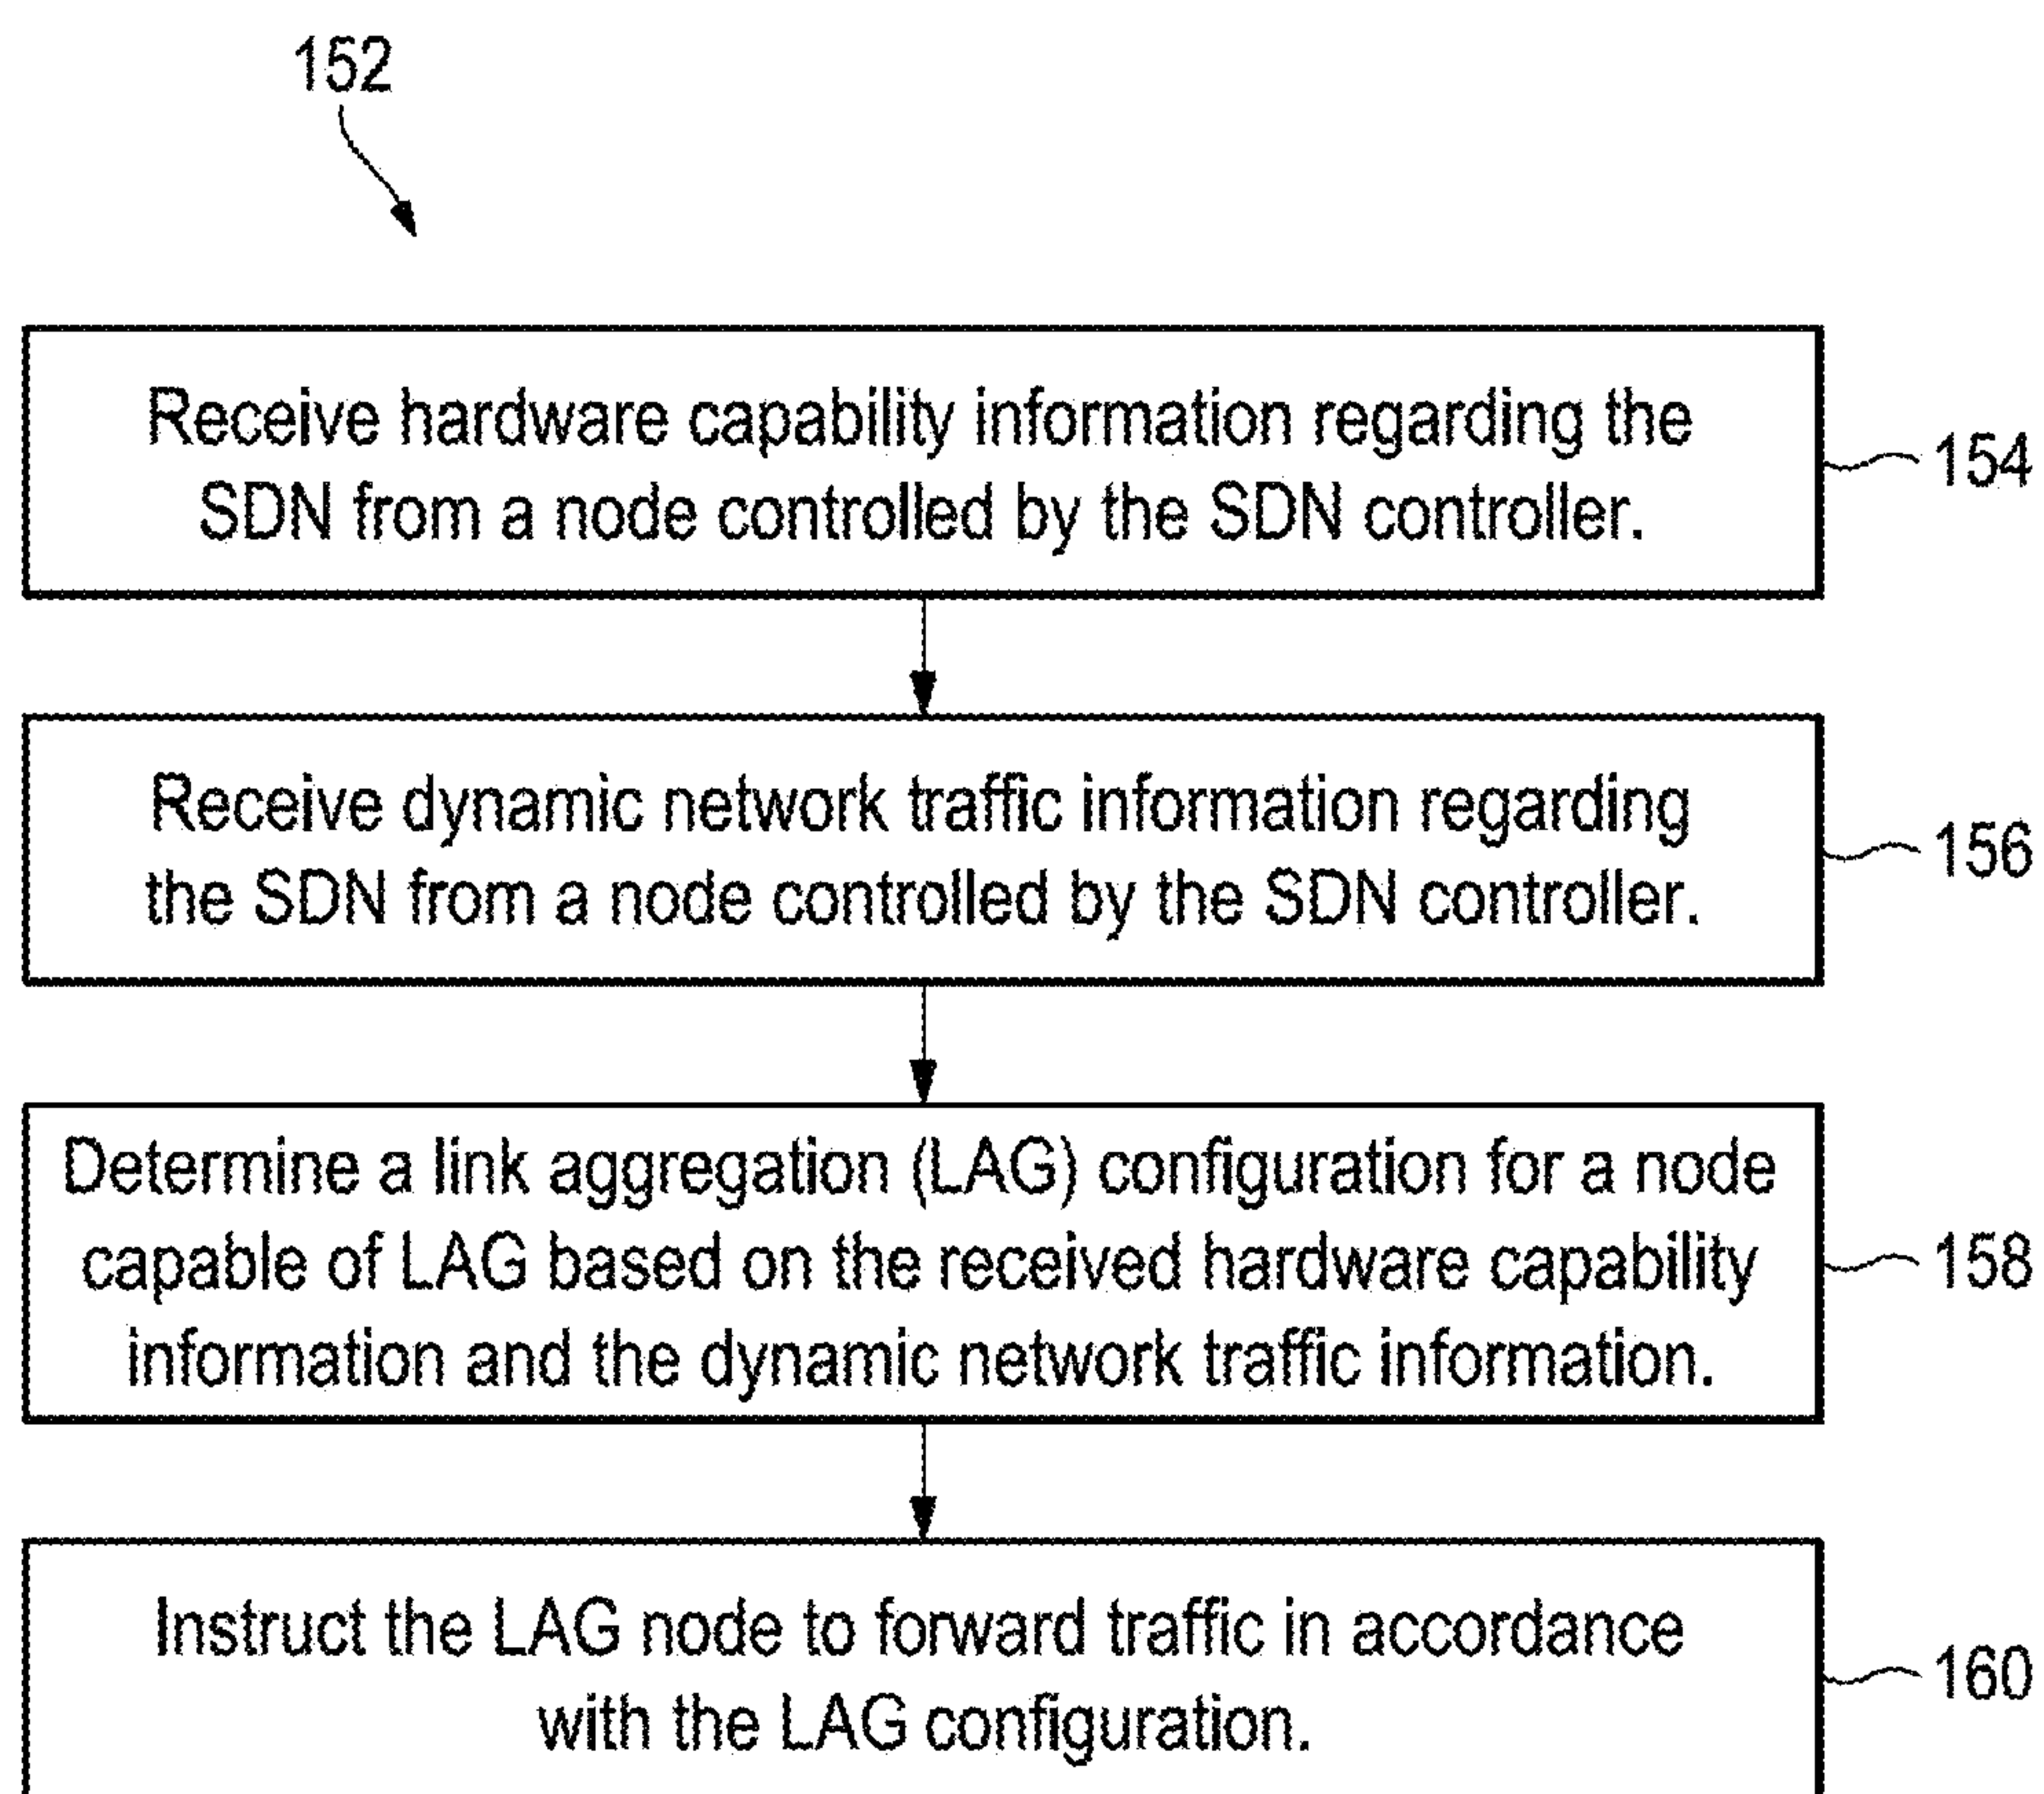 152
Receive hardware capability information regarding the
SDN from a node controlled by the SDN controller.
154
Receive dynamic network traffic information regarding
the SDN from a node controlled by the SDN controller.
156
Determine a link aggregation (LAG) configuration for a node
capable of LAG based on the received hardware capability
information and the dynamic network traffic information.
158
Instruct the LAG node to forward traffic in accordance
with the LAG configuration.
160